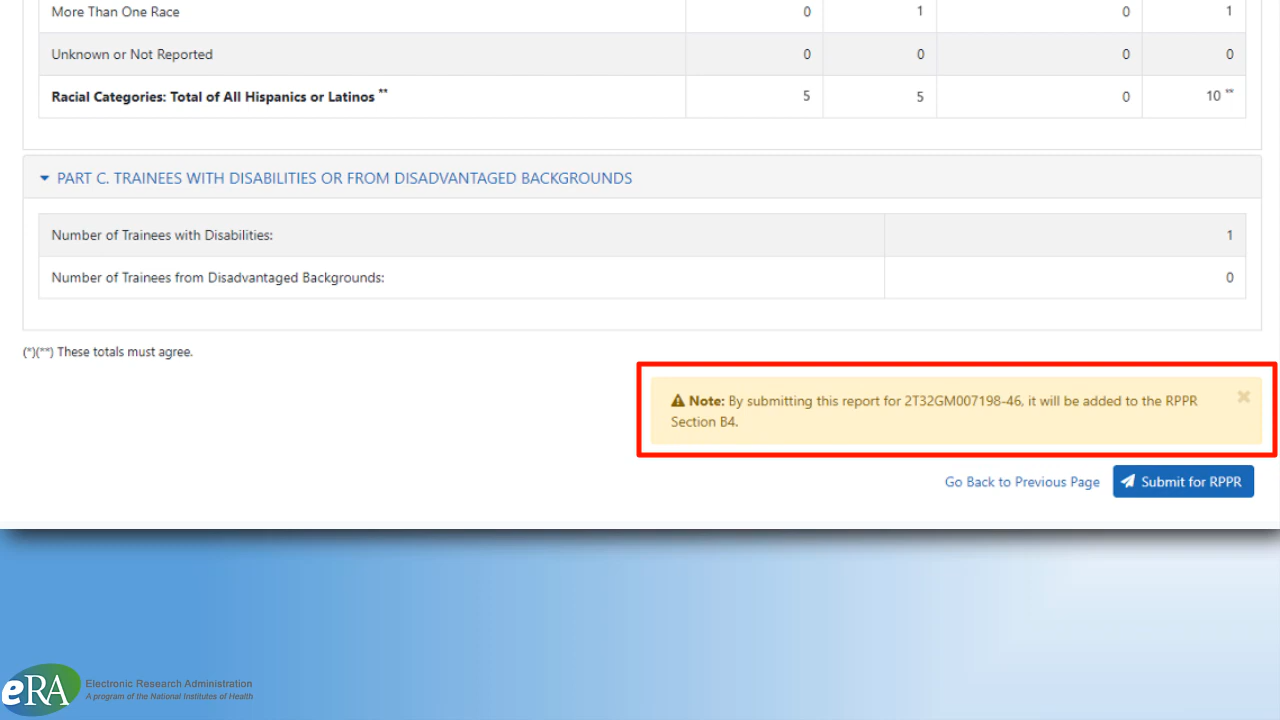 More Than One Race 0 1 0 1
Unknown or Not Reported 0 0 0 0
Racial Categories: Total of All Hispanics or Latinos ** 5 5 0 10 **
PART C. TRAINEES WITH DISABILITIES OR FROM DISADVANTAGED BACKGROUNDS
Number of Trainees with Disabilities: 1
Number of Trainees from Disadvantaged Backgrounds: 0
(*)(**) These totals must agree.
Note: By submitting this report for 2T32GM007198-46, it will be added to the RPPR
Section B4.
Go Back to Previous Page Submit for RPPR
eRA Electronic Research Administration
A program of the National Institutes of Health